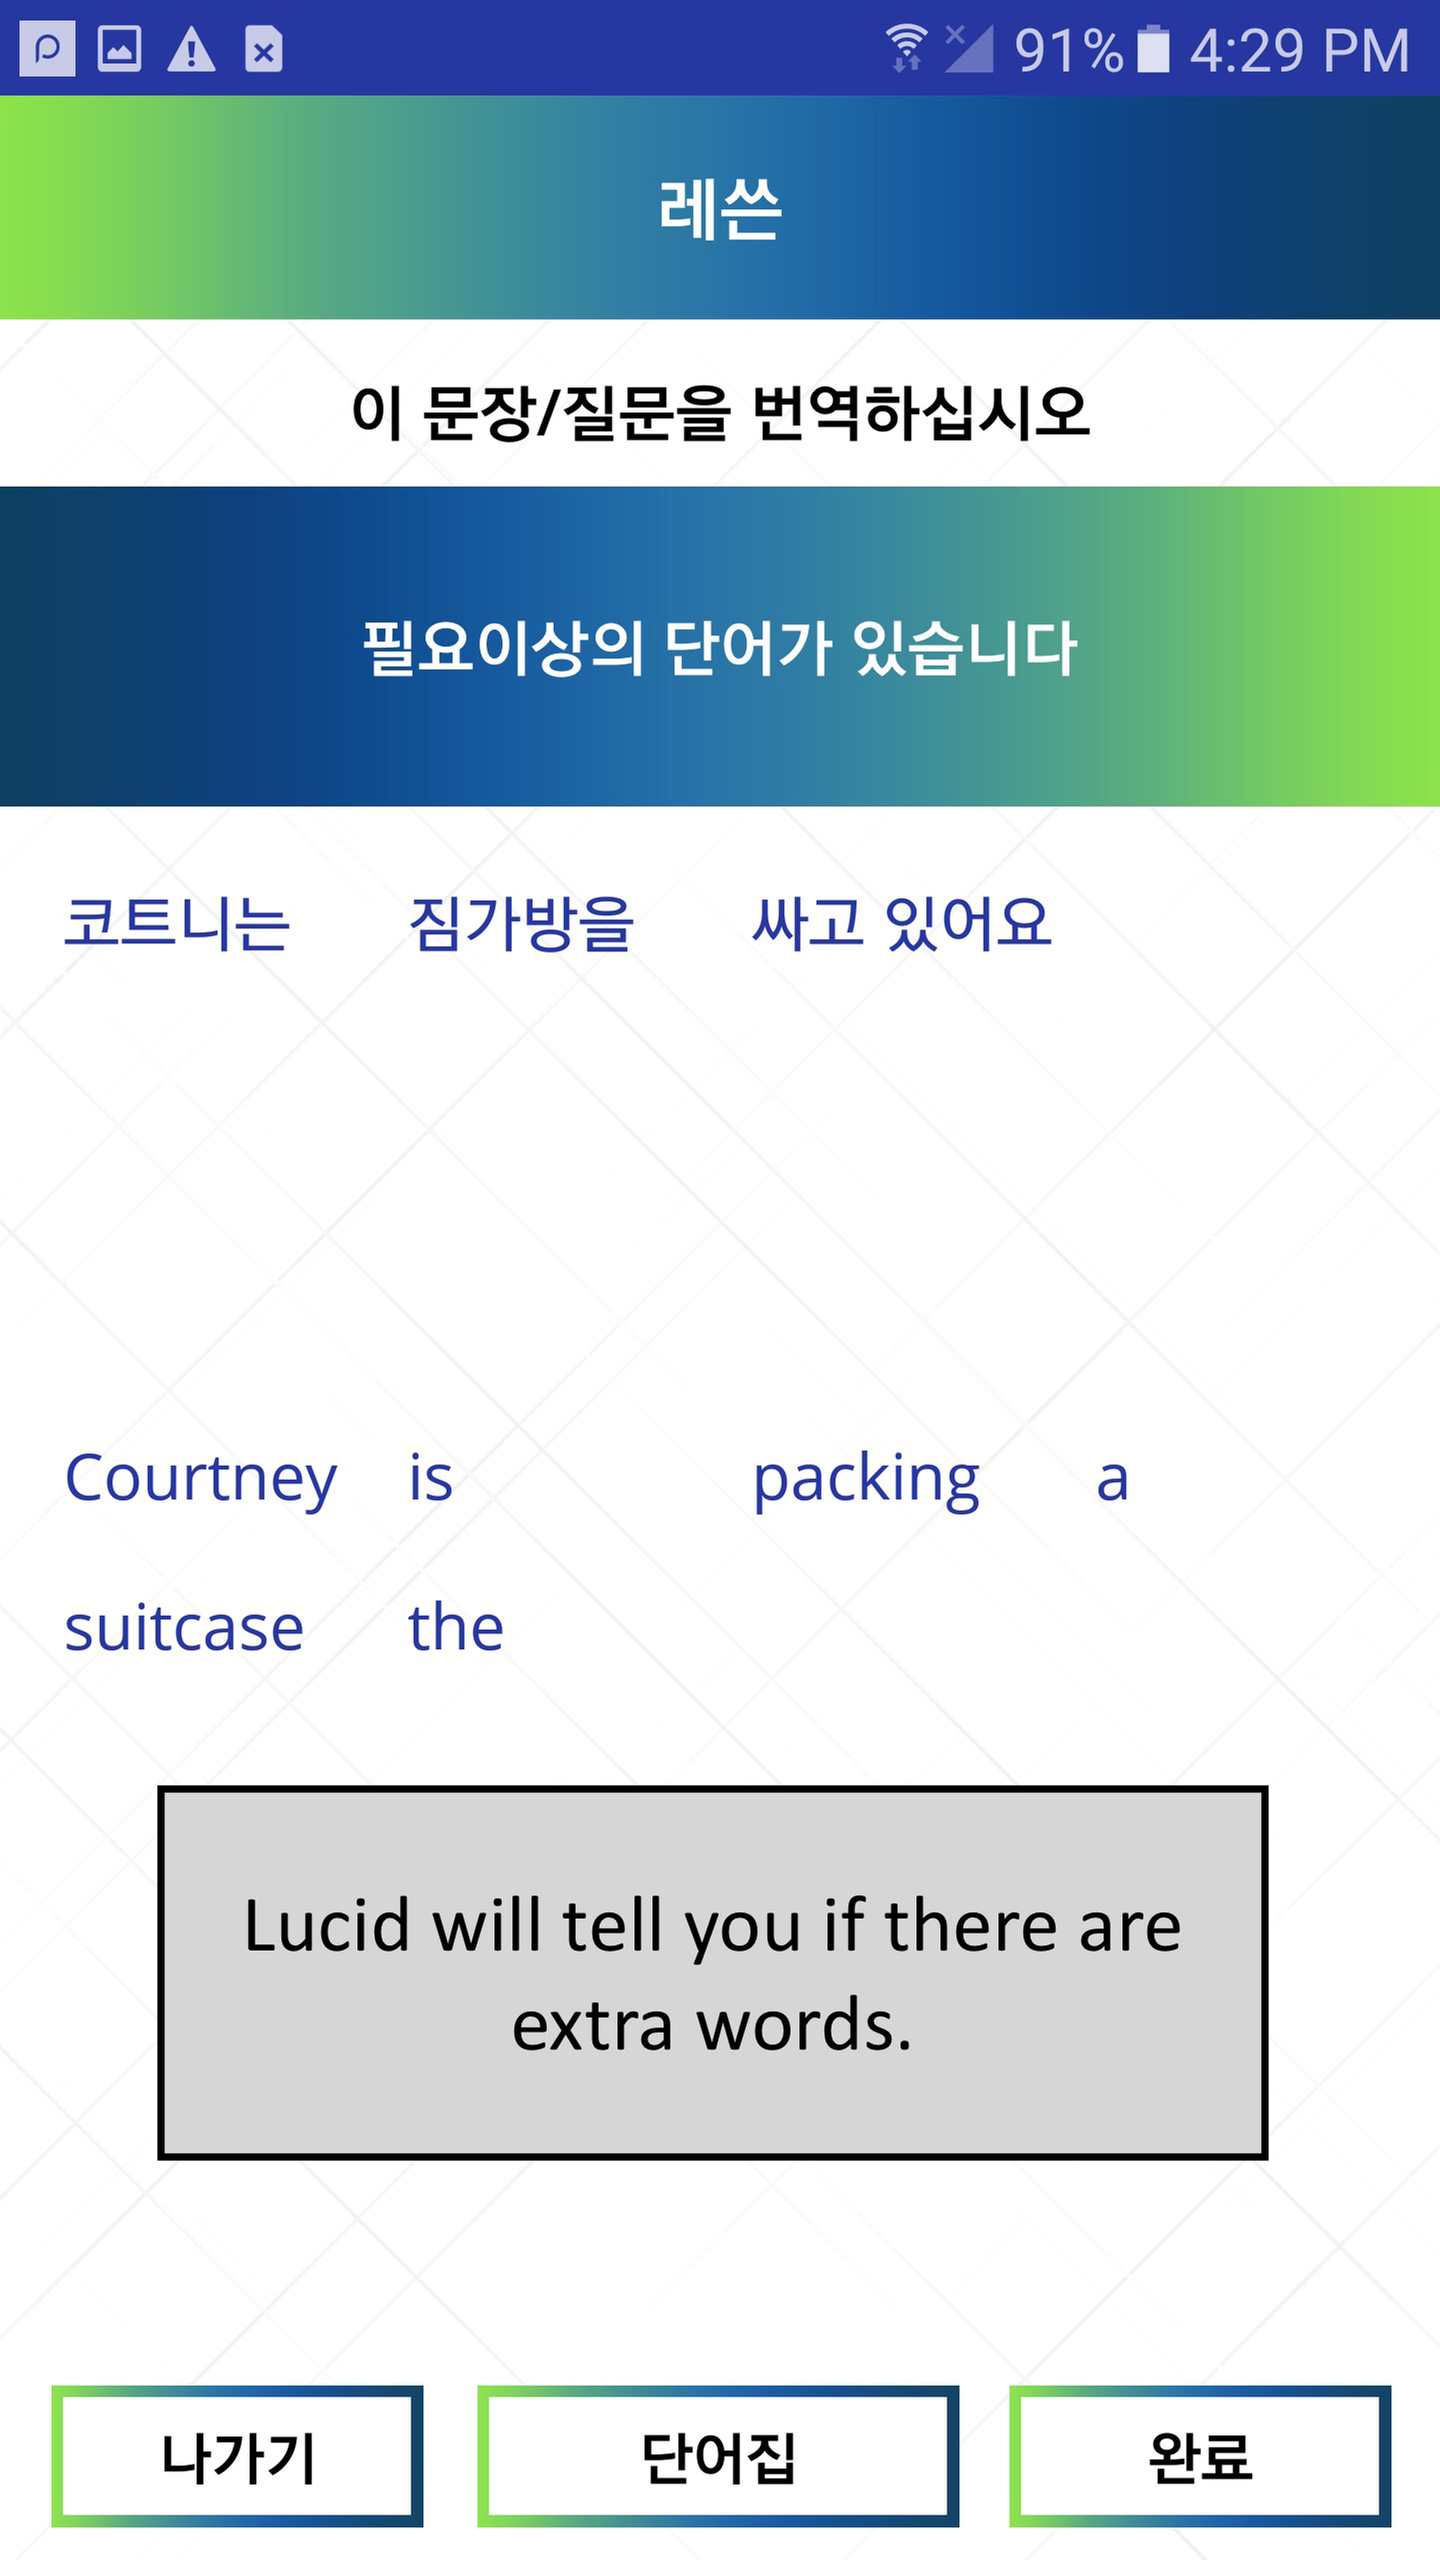 91% 4:29 PM
레쓴
이 문장/질문을 번역하십시오
필요이상의 단어가 있습니다
코트니는 짐가방을 싸고 있어요
Courtney is packing a
suitcase the
Lucid will tell you if there are
extra words.
나가기 단어집 완료